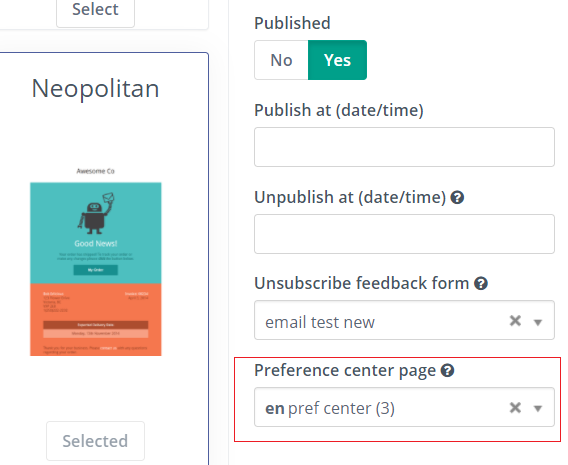 Select
Neopolitan
Awesome Co
Good News!
My Order
Selected
Published
No Yes
Publish at (date/time)
Unpublish at (date/time) ?
Unsubscribe feedback form ?
email test new
Preference center page ?
en pref center (3)